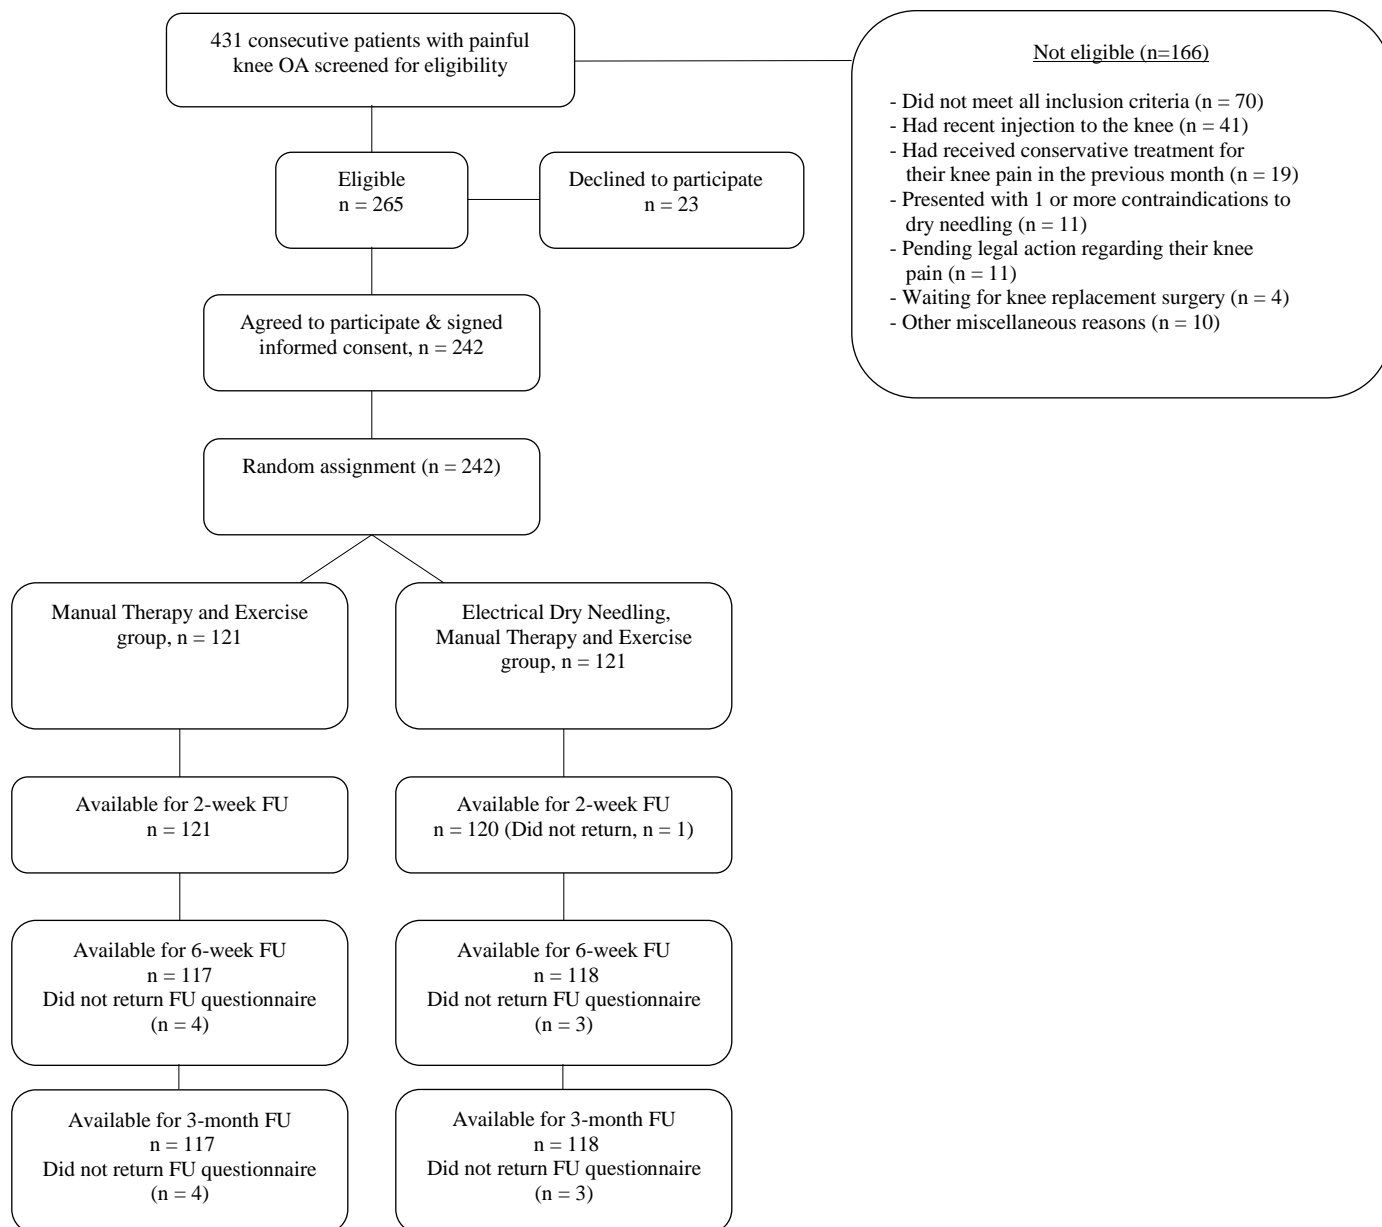 431 consecutive patients with painful
knee OA screened for eligibility
Not eligible (n=166)
- Did not meet all inclusion criteria (n = 70)
- Had recent injection to the knee (n = 41)
- Had received conservative treatment for
their knee pain in the previous month (n = 19)
- Presented with 1 or more contraindications to
dry needling (n = 11)
- Pending legal action regarding their knee
pain (n = 11)
- Waiting for knee replacement surgery (n = 4)
- Other miscellaneous reasons (n = 10)
Eligible
n = 265
Declined to participate
n = 23
Agreed to participate & signed
informed consent, n = 242
Random assignment (n = 242)
Manual Therapy and Exercise
group, n = 121
Electrical Dry Needling,
Manual Therapy and Exercise
group, n = 121
Available for 2-week FU
n = 121
Available for 2-week FU
n = 120 (Did not return, n = 1)
Available for 6-week FU
n = 117
Did not return FU questionnaire
(n = 4)
Available for 6-week FU
n = 118
Did not return FU questionnaire
(n = 3)
Available for 3-month FU
n = 117
Did not return FU questionnaire
(n = 4)
Available for 3-month FU
n = 118
Did not return FU questionnaire
(n = 3)